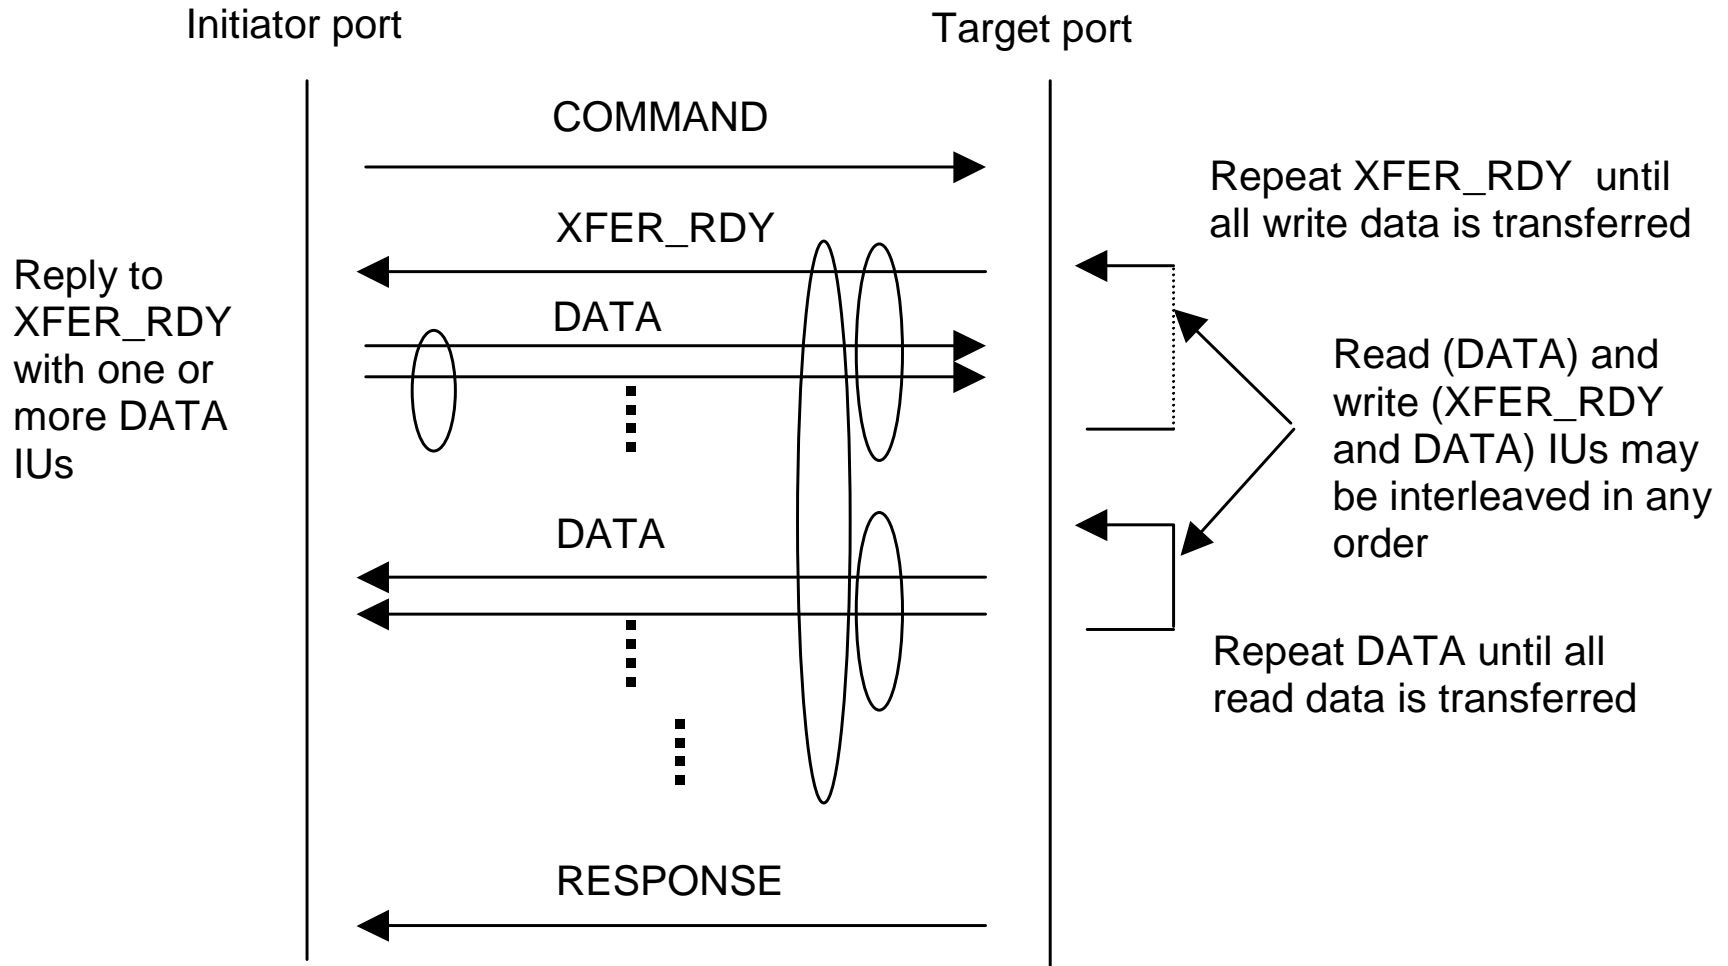 Initiator port
Target port
COMMAND
Repeat XFER_RDY  until
all write data is transferred
XFER_RDY
Reply to
XFER_RDY
with one or
more DATA
IUs
DATA
Read (DATA) and
write (XFER_RDY
and DATA) IUs may
be interleaved in any
order
DATA
Repeat DATA until all
read data is transferred
RESPONSE